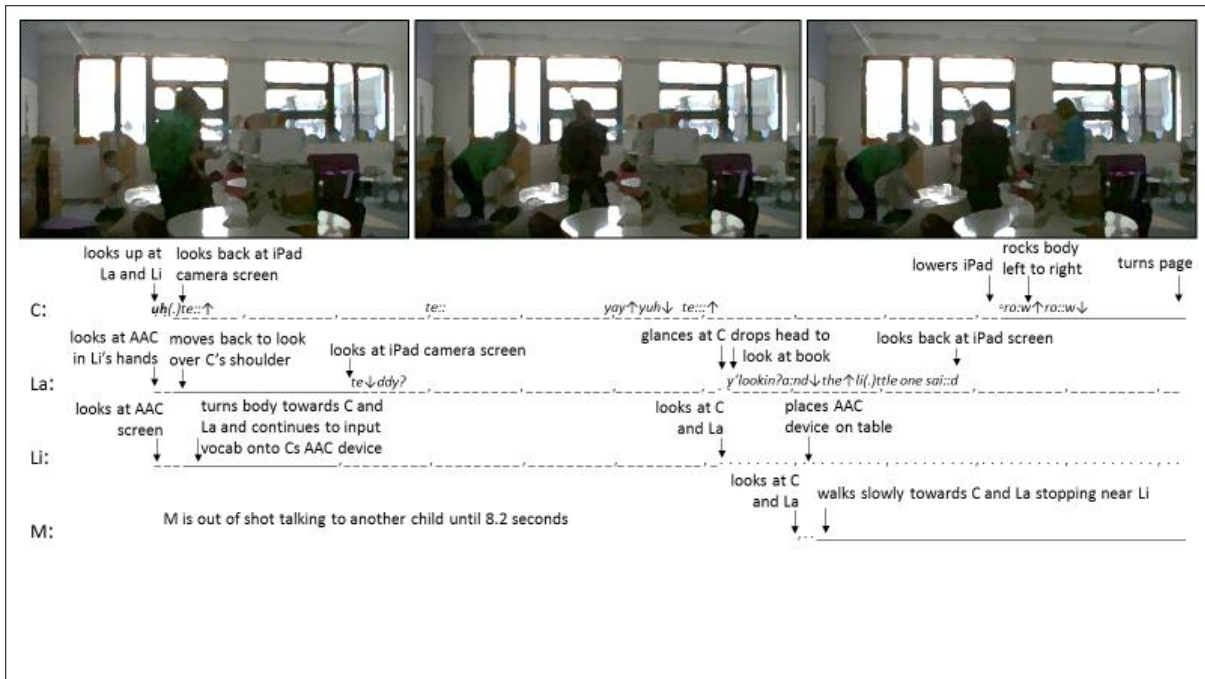 looks up at
La and Li
looks back at iPad
camera screen
lowers iPad
rocks body
left to right
turns page
C:
uh(.)te::↑
te::
yay↑yuh↓ te:::↑
◦ro:w↑ro::w↓
looks at AAC
in Li's hands
moves back to look
over C's shoulder
looks at iPad camera screen
glances at C
drops head to
look at book
looks back at iPad screen
La:
te↓ddy?
y'lookin?a:nd↓the↑li(.)ttle one sai::d
looks at AAC
screen
turns body towards C and
La and continues to input
vocab onto Cs AAC device
looks at C
and La
places AAC
device on table
Li:
looks at C
and La
walks slowly towards C and La stopping near Li
M is out of shot talking to another child until 8.2 seconds
M: